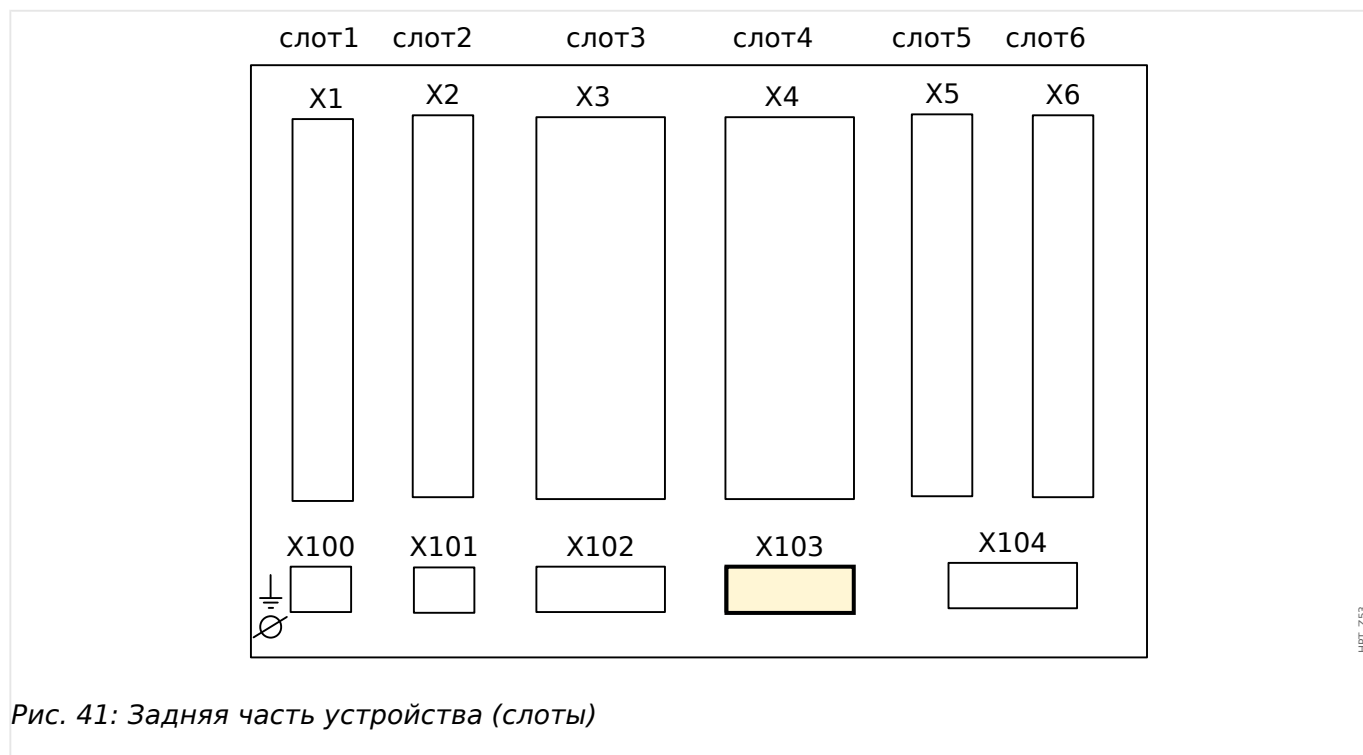 слот1 слот2 слот3 слот4 слот5 слот6
X1 X2 X3 X4 X5 X6
X100 X101 X102 X103 X104
Рис. 41: Задняя часть устройства (слоты)